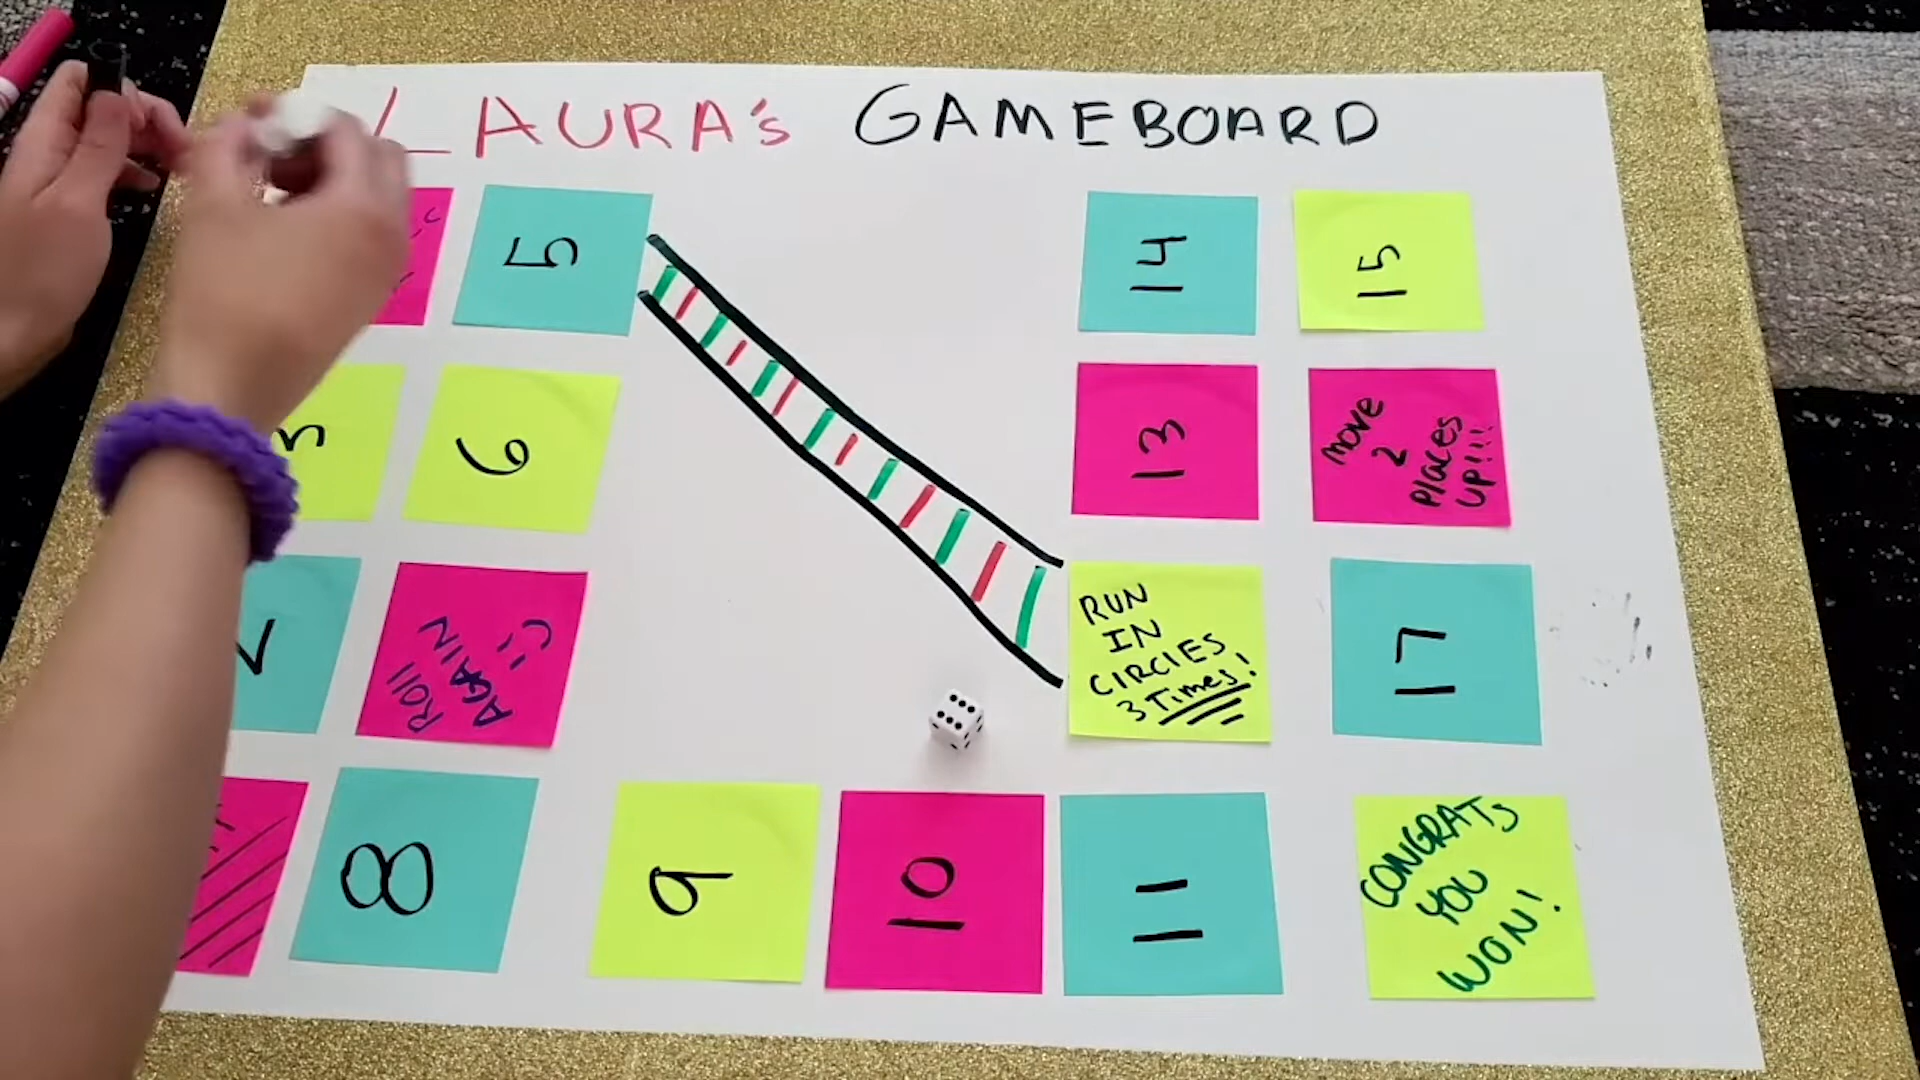 LAURA's GAMEBOARD
5
14
15
3
6
13
MOVE
2
PLACES
UP!!!
ROll
AGAIN
RUN
IN
CIRCLES
3 Times!
17
8
9
10
11
CONGRATS
YOU
WON!